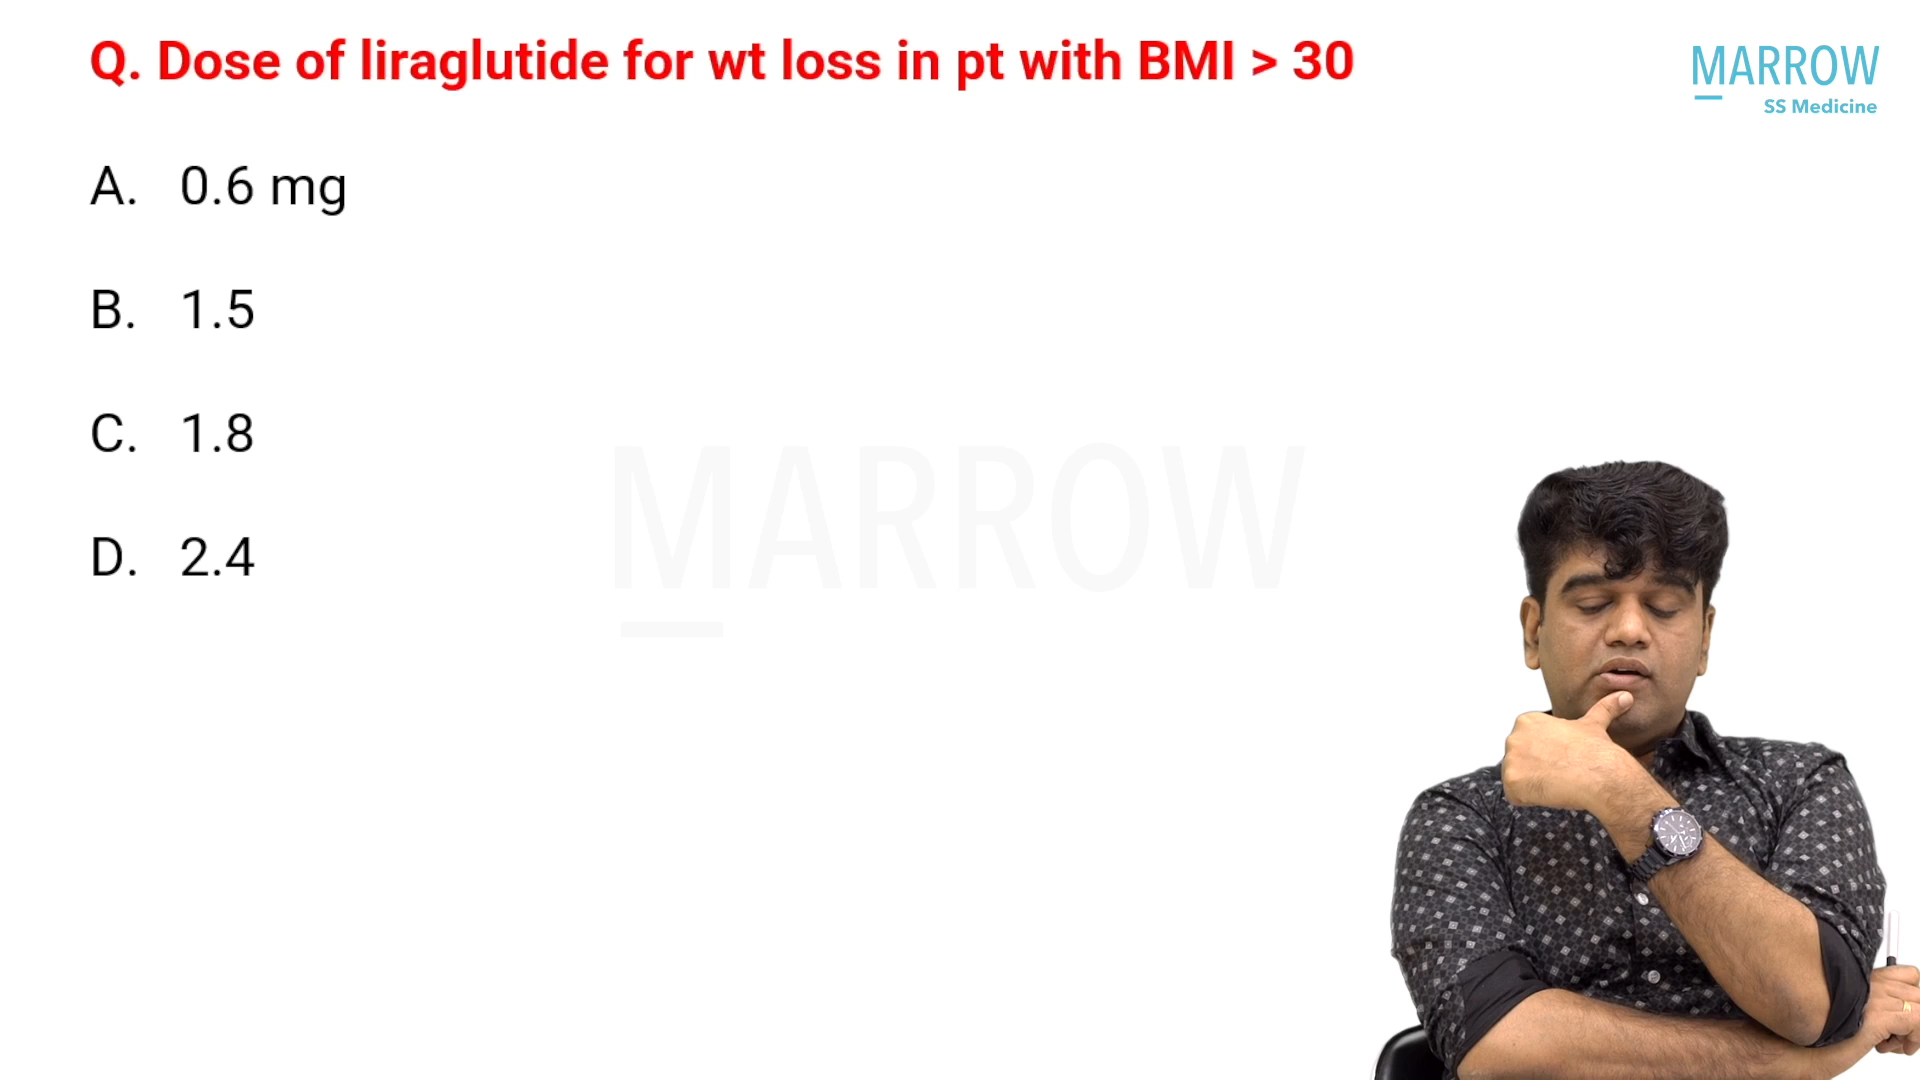 Q. Dose of liraglutide for wt loss in pt with BMI > 30
MARROW
SS Medicine
A. 0.6 mg
B. 1.5
C. 1.8
D. 2.4
MARROW